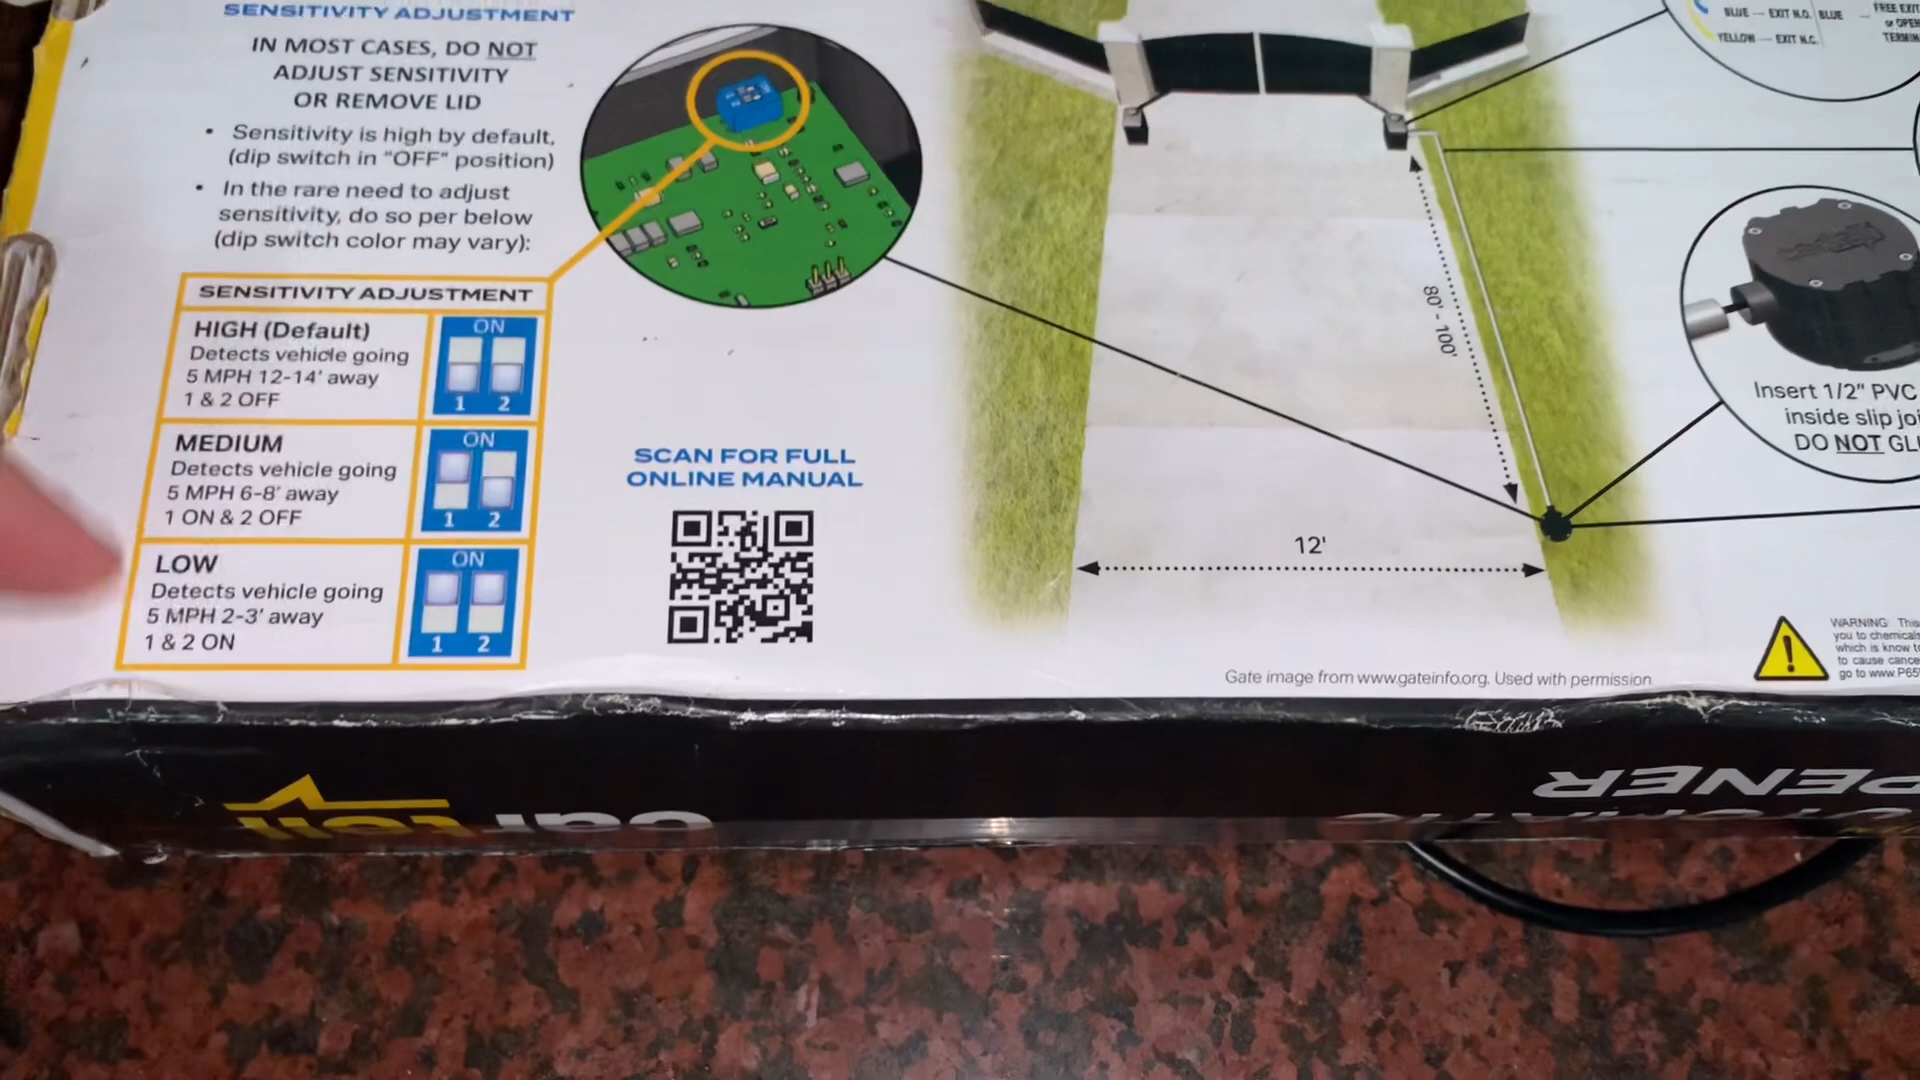 SENSITIVITY ADJUSTMENT
IN MOST CASES, DO NOT
ADJUST SENSITIVITY
OR REMOVE LID
• Sensitivity is high by default,
(dip switch in "OFF" position)
• In the rare need to adjust
sensitivity, do so per below
(dip switch color may vary):
SENSITIVITY ADJUSTMENT
HIGH (Default)
Detects vehicle going
5 MPH 12-14' away
1 & 2 OFF
ON
1 2
MEDIUM
Detects vehicle going
5 MPH 6-8' away
1 ON & 2 OFF
ON
1 2
LOW
Detects vehicle going
5 MPH 2-3' away
1 & 2 ON
ON
1 2
SCAN FOR FULL
ONLINE MANUAL
80' - 100'
12'
BLUE — EXIT N.O. BLUE — FREE EXIT
or OPEN
YELLOW — EXIT N.C. TERMIN
Insert 1/2" PVC
inside slip joi
DO NOT GL
WARNING: This
you to chemicals
which is know to
to cause cance
go to www.P65
Gate image from www.gateinfo.org. Used with permission
PENER